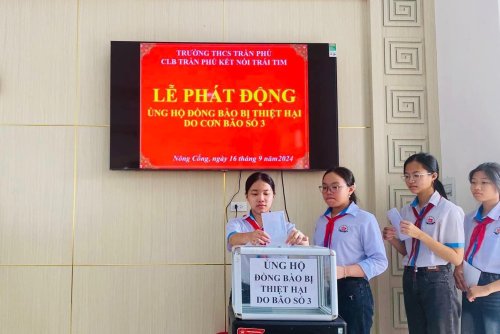 TRƯỜNG THCS TRẦN PHÚ
CLB TRẦN PHÚ KẾT NỐI TRÁI TIM
LỄ PHÁT ĐỘNG
ỦNG HỘ ĐỒNG BÀO BỊ THIỆT HẠI
DO CƠN BÃO SỐ 3
Nông Cống, ngày 16 tháng 9 năm2024
ỦNG HỘ
ĐỒNG BÀO BỊ
THIỆT HẠI
DO BÃO SỐ 3